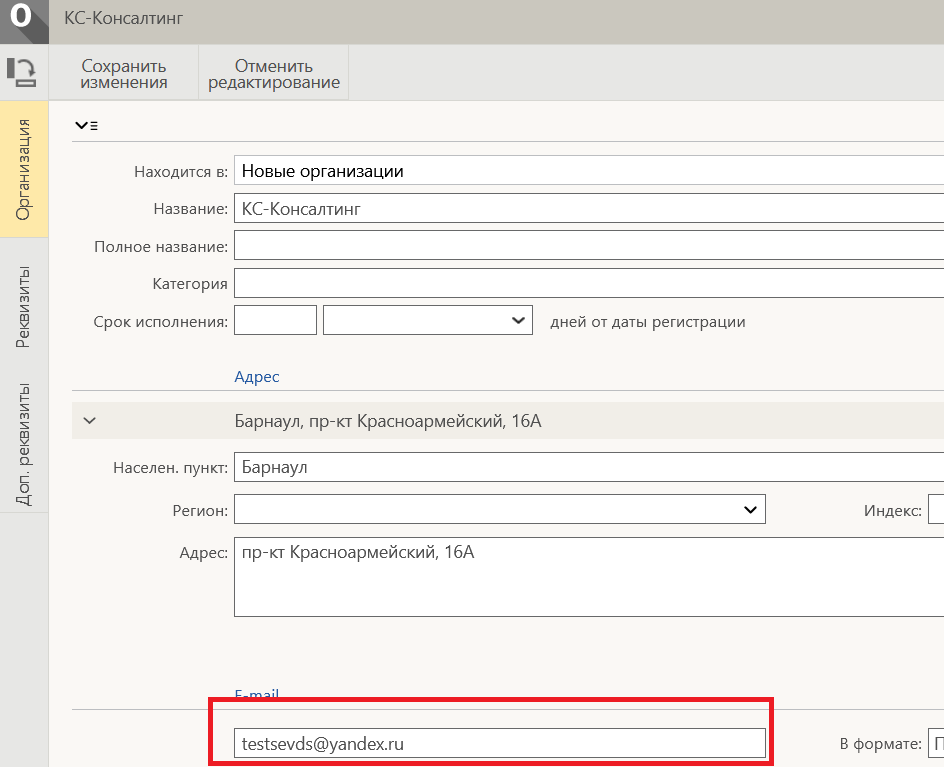 О
КС-Консалтинг
Сохранить изменения
Отменить редактирование
Организация
Реквизиты
Доп. реквизиты
Находится в: Новые организации
Название: КС-Консалтинг
Полное название:
Категория
Срок исполнения: дней от даты регистрации
Адрес
Барнаул, пр-кт Красноармейский, 16А
Населен. пункт: Барнаул
Регион: Индекс:
Адрес: пр-кт Красноармейский, 16А
E-mail
testsevds@yandex.ru В формате: